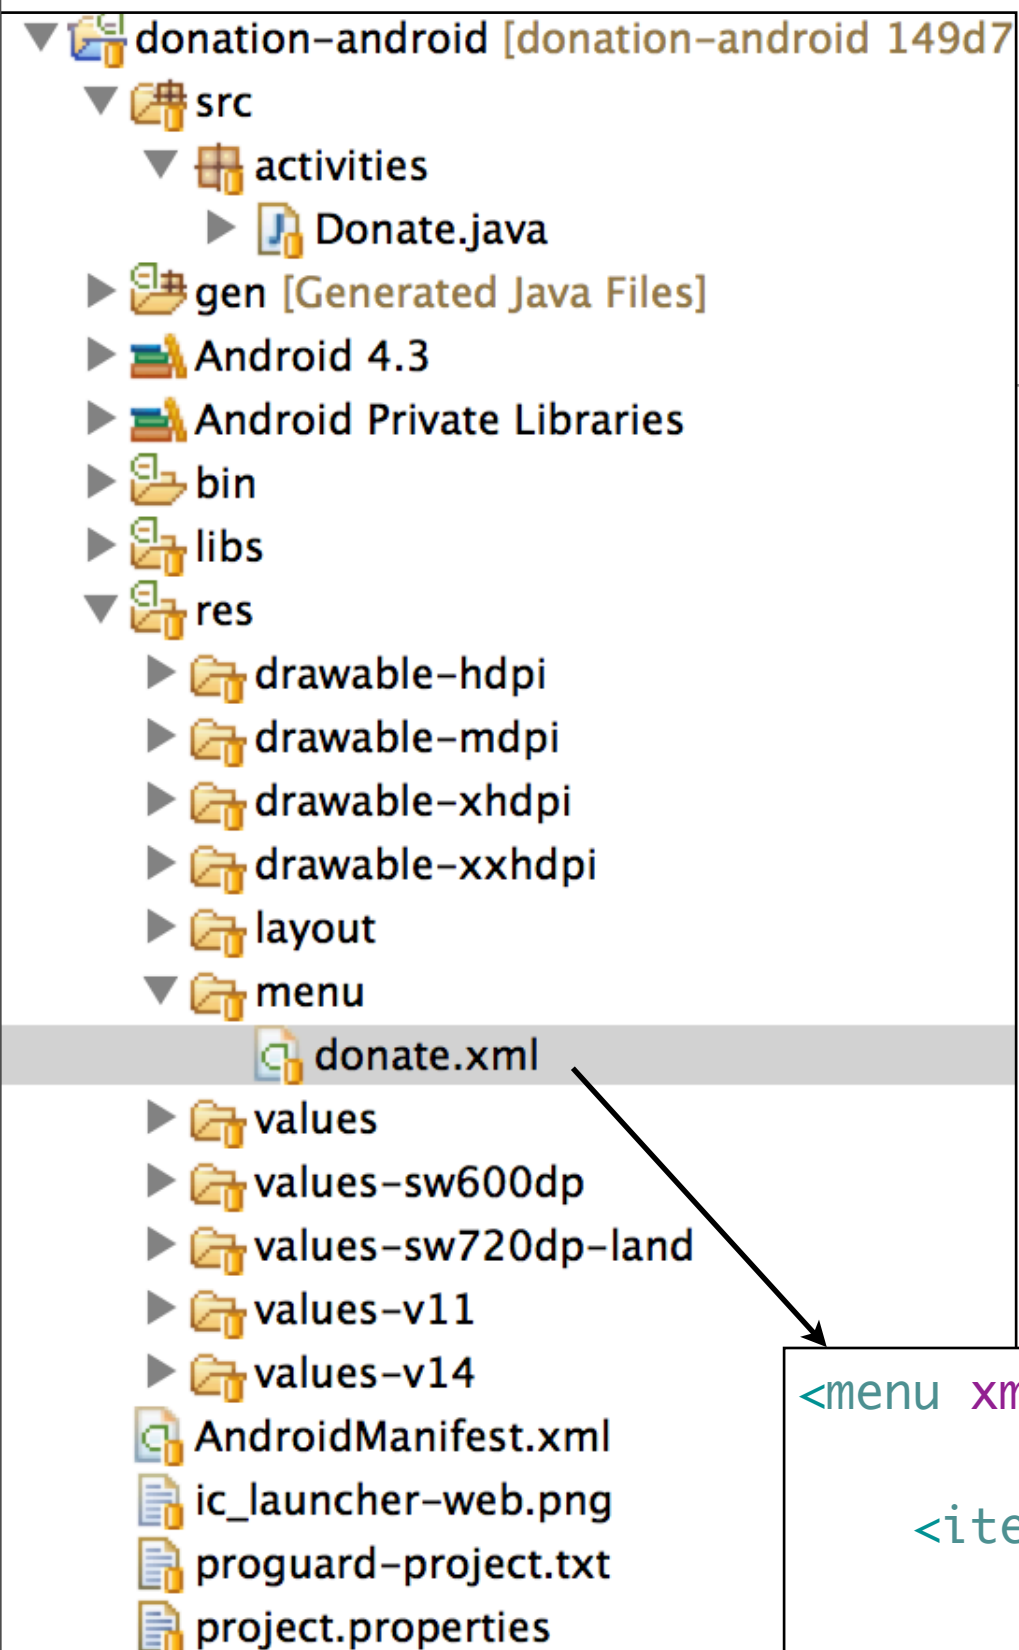 donation-android [donation-android 149d7
src
activities
Donate.java
gen [Generated Java Files]
Android 4.3
Android Private Libraries
bin
libs
res
drawable-hdpi
drawable-mdpi
drawable-xhdpi
drawable-xxhdpi
layout
menu
donate.xml
values
values-sw600dp
values-sw720dp-land
values-v11
values-v14
<menu xm
AndroidManifest.xml
ic_launcher-web.png
<ite
proguard-project.txt
project.properties